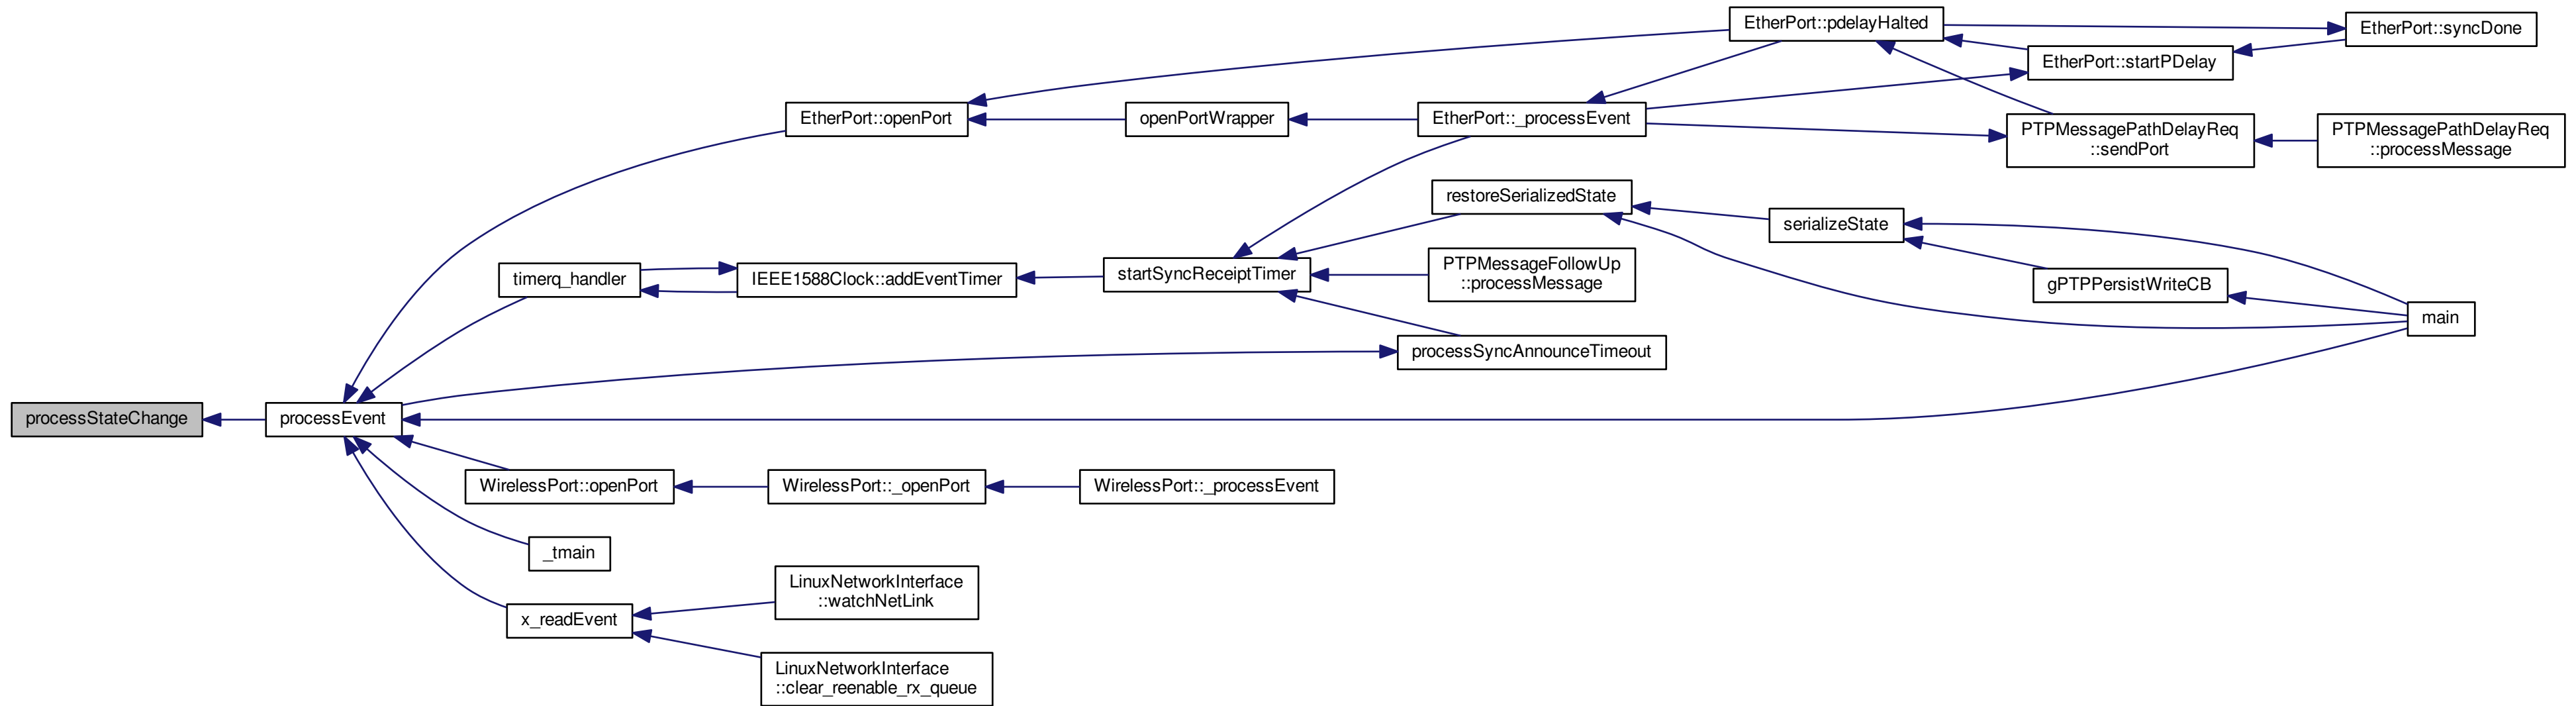 EtherPort::pdelayHalted
EtherPort::syncDone
EtherPort::startPDelay
EtherPort::openPort
openPortWrapper
EtherPort::_processEvent
PTPMessagePathDelayReq
::sendPort
PTPMessagePathDelayReq
::processMessage
restoreSerializedState
serializeState
timerq_handler
IEEE1588Clock::addEventTimer
startSyncReceiptTimer
PTPMessageFollowUp
::processMessage
gPTPPersistWriteCB
main
processSyncAnnounceTimeout
processStateChange
processEvent
WirelessPort::openPort
WirelessPort::_openPort
WirelessPort::_processEvent
_tmain
LinuxNetworkInterface
::watchNetLink
x_readEvent
LinuxNetworkInterface
::clear_reenable_rx_queue